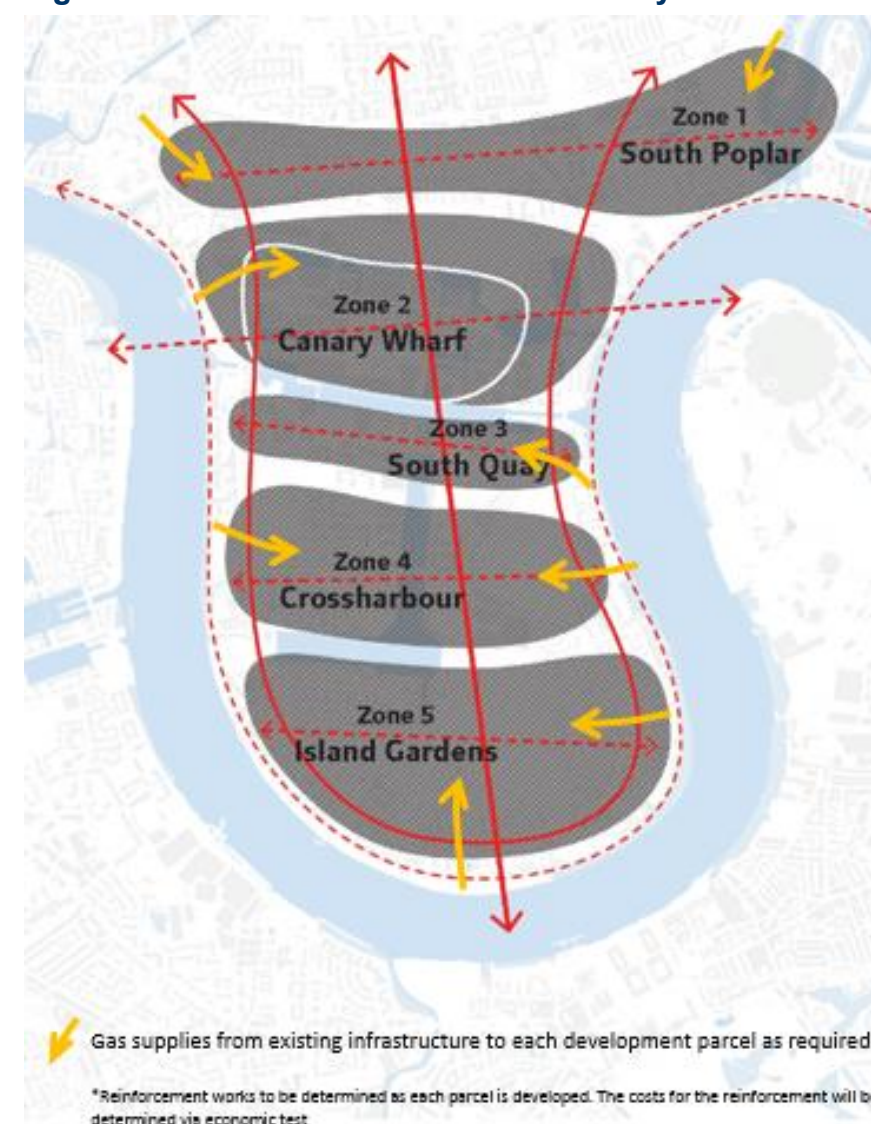 Zone 1
South Poplar
Zone 2
Canary Wharf
Zone 3
South Quay
Zone 4
Crossharbour
Zone 5
Island Gardens
Gas supplies from existing infrastructure to each development parcel as required
*Reinforcement works to be determined as each parcel is developed. The costs for the reinforcement will be
determined via economic test